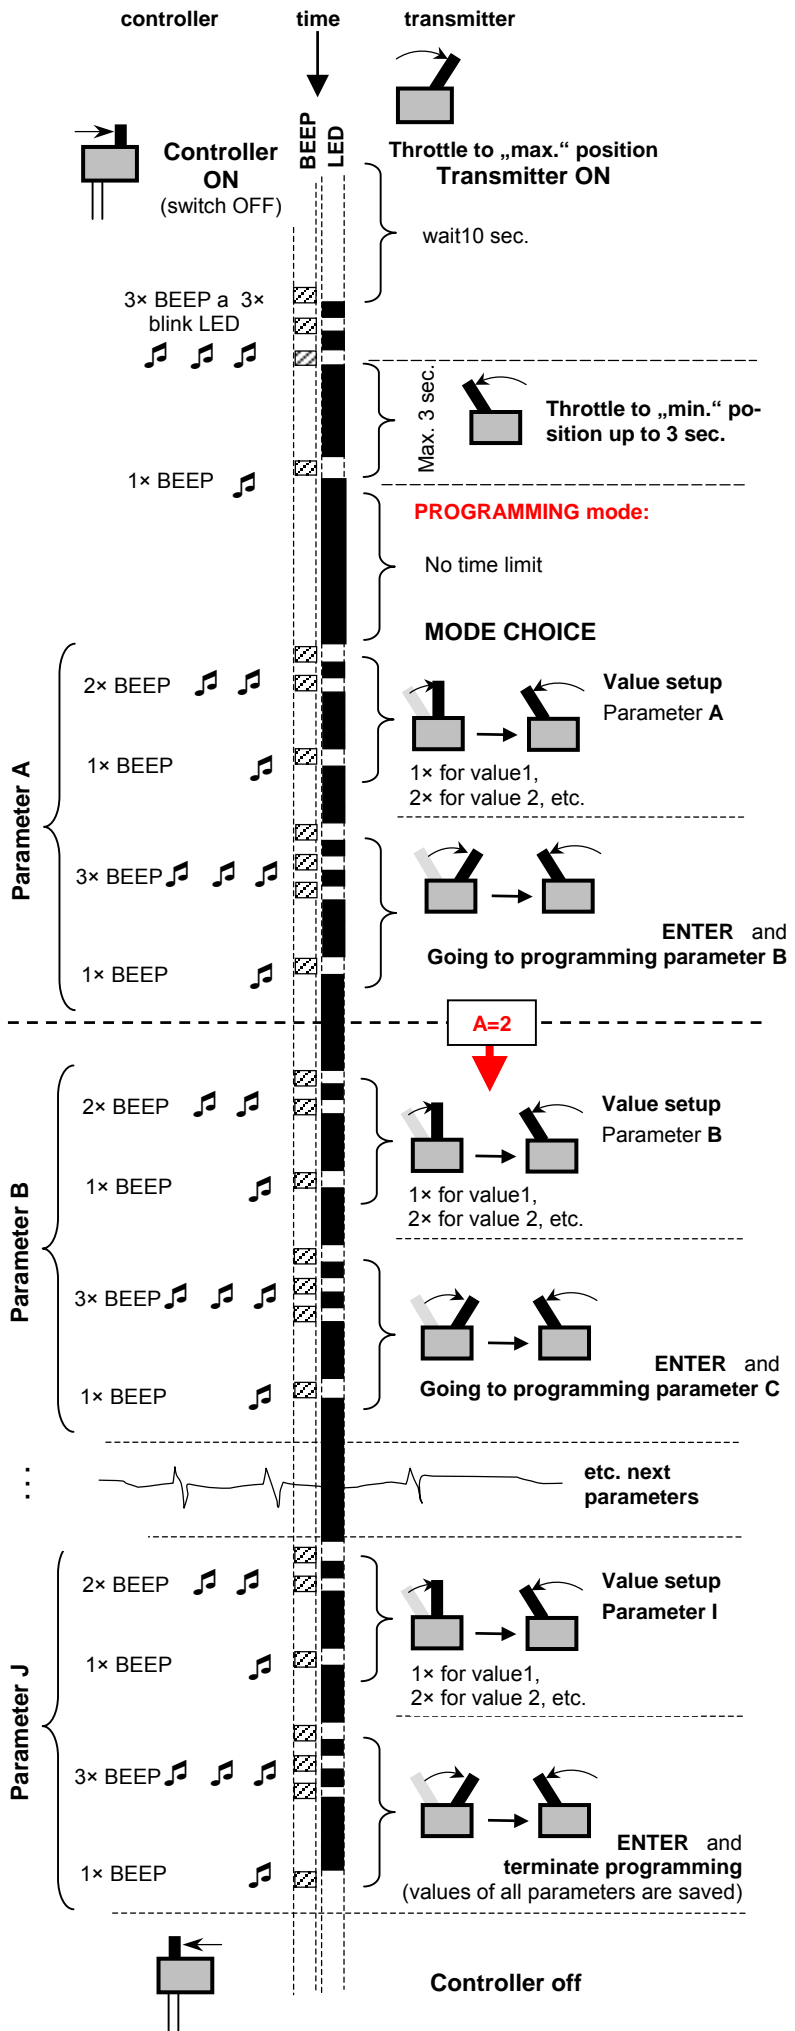 controller time transmitter
BEEP
LED
Throttle to „max.“ position
Controller
ON
(switch OFF)
Transmitter ON
wait10 sec.
3× BEEP a 3×
blink LED
Max. 3 sec.
Throttle to „min.“ po-
sition up to 3 sec.
1× BEEP
PROGRAMMING mode:
No time limit
MODE CHOICE
Parameter A
2× BEEP
Value setup
Parameter A
1× BEEP
1× for value1,
2× for value 2, etc.
3× BEEP
ENTER and
Going to programming parameter B
1× BEEP
A=2
Parameter B
2× BEEP
Value setup
Parameter B
1× BEEP
1× for value1,
2× for value 2, etc.
3× BEEP
ENTER and
Going to programming parameter C
1× BEEP
...
etc. next
parameters
Parameter J
2× BEEP
Value setup
Parameter I
1× BEEP
1× for value1,
2× for value 2, etc.
3× BEEP
ENTER and
terminate programming
(values of all parameters are saved)
1× BEEP
Controller off